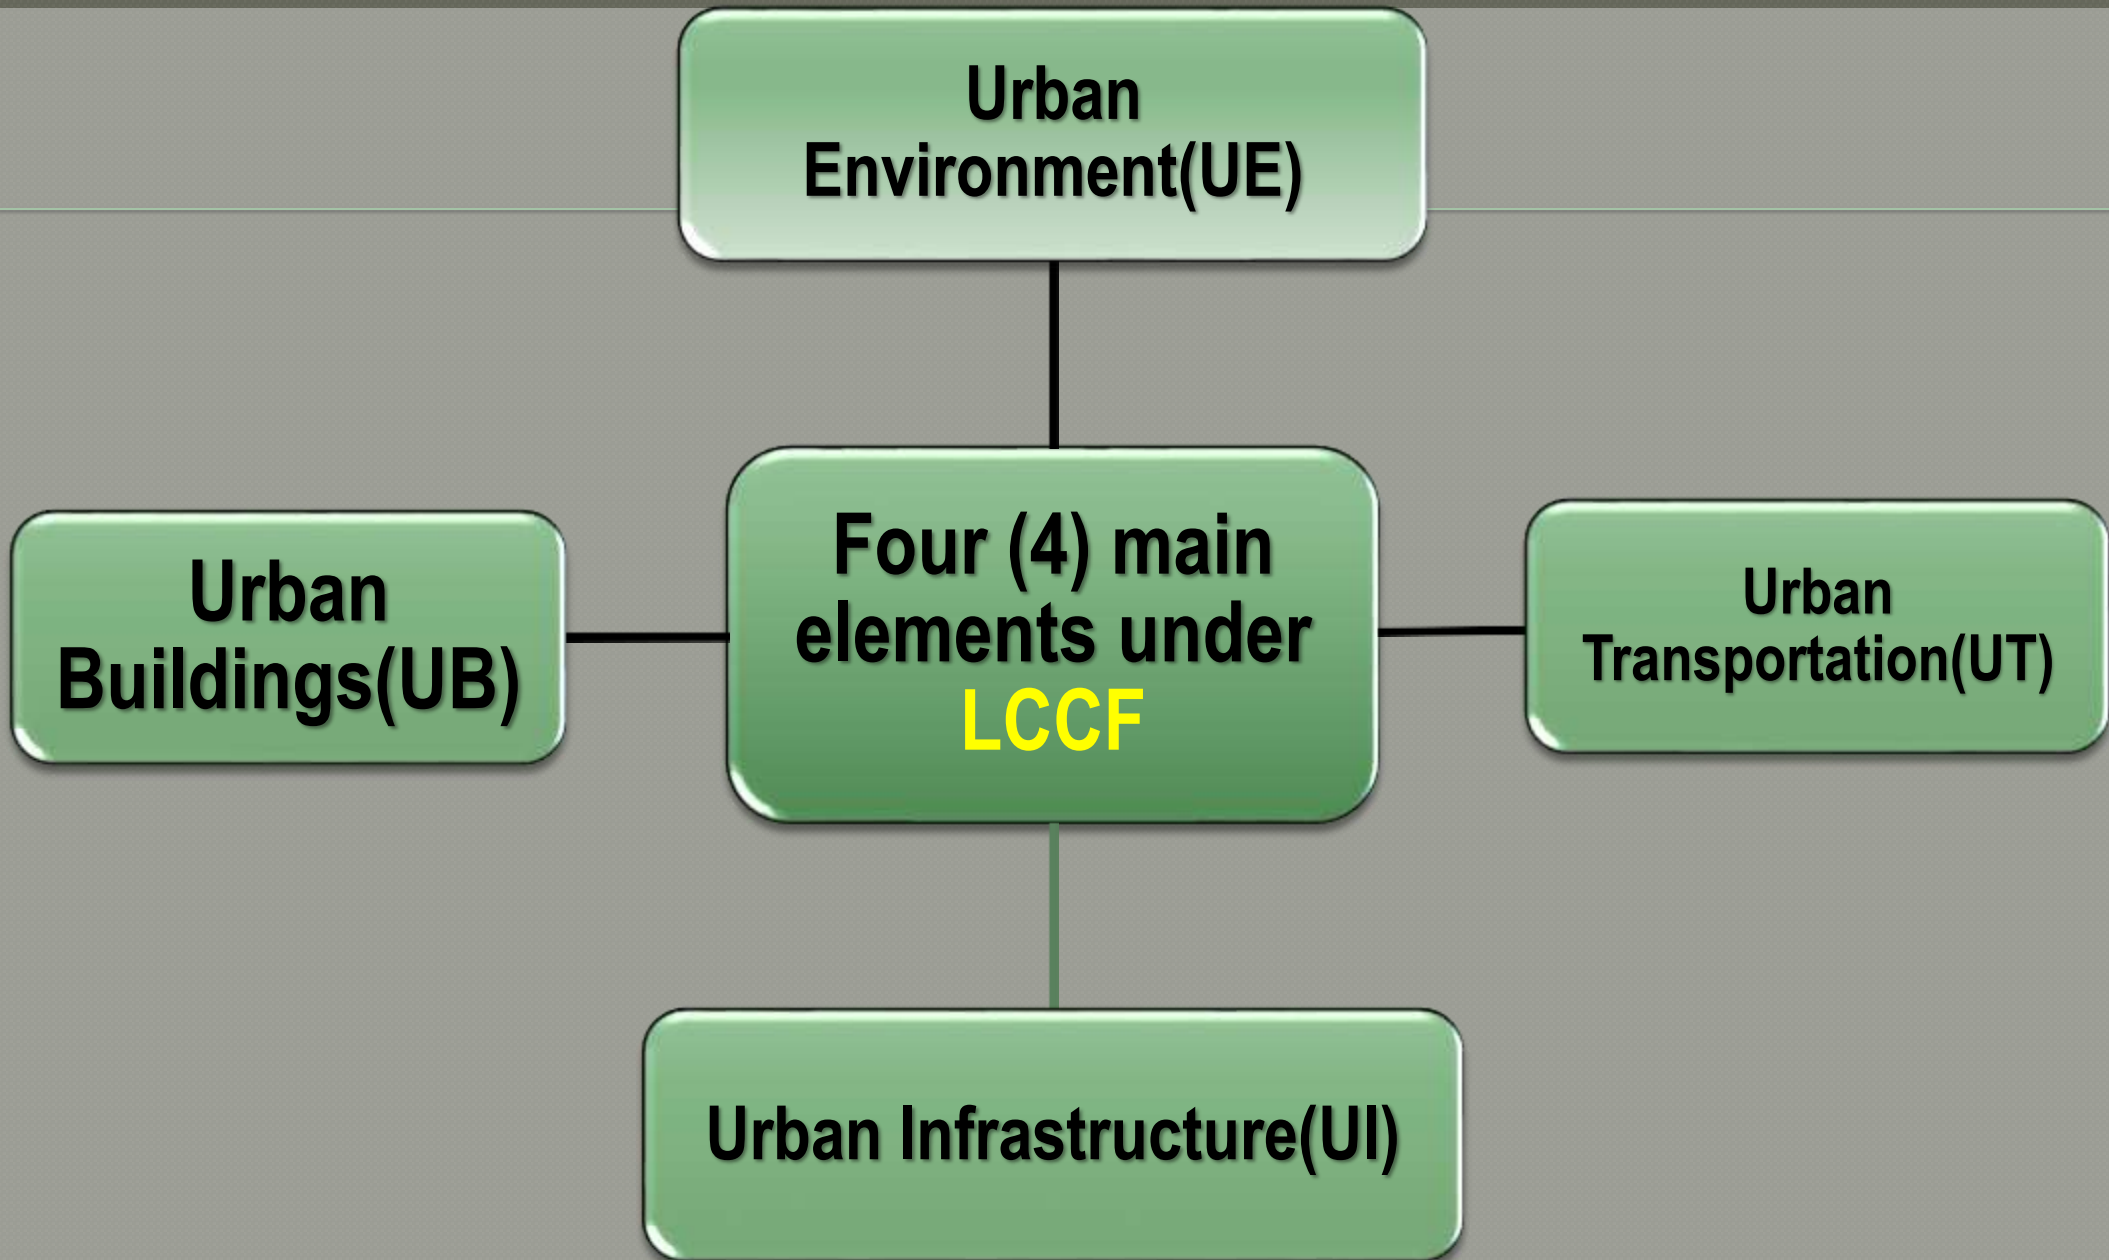 Urban
Environment(UE)
Urban
Buildings(UB)
Four (4) main
elements under
LCCF
Urban
Transportation(UT)
Urban Infrastructure(UI)